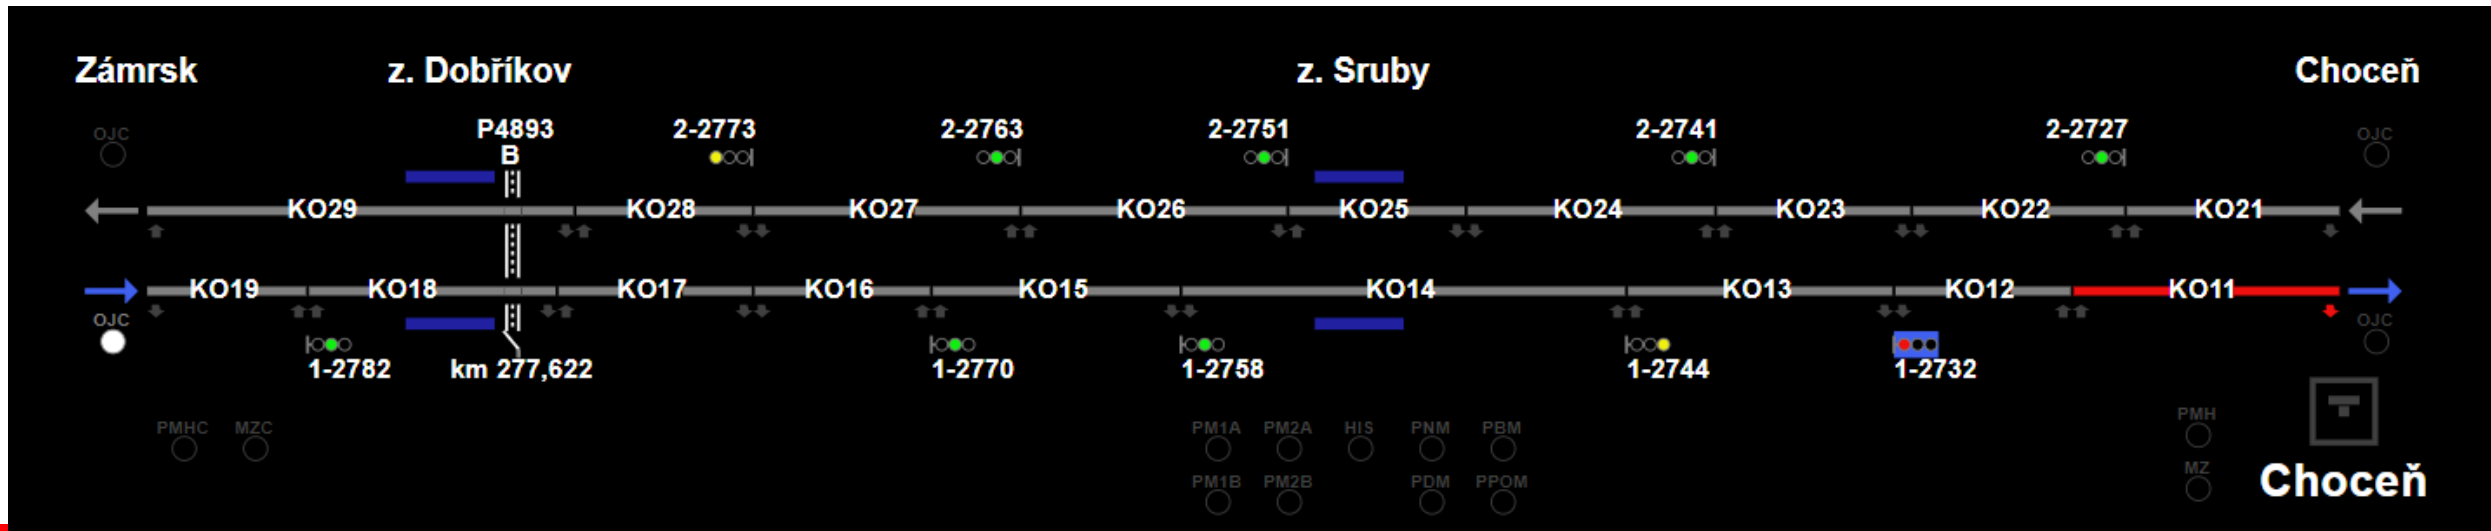 Zámrsk z. Dobříkov z. Sruby Choceň
OJC P4893 2-2773 2-2763 2-2751 2-2741 2-2727 OJC
B
KO29 KO28 KO27 KO26 KO25 KO24 KO23 KO22 KO21
KO19 KO18 KO17 KO16 KO15 KO14 KO13 KO12 KO11
OJC OJC
1-2782 km 277,622 1-2770 1-2758 1-2744 1-2732
PMHC MZC PM1A PM2A HIS PNM PBM PMH
PM1B PM2B PDM PPOM MZ
Choceň